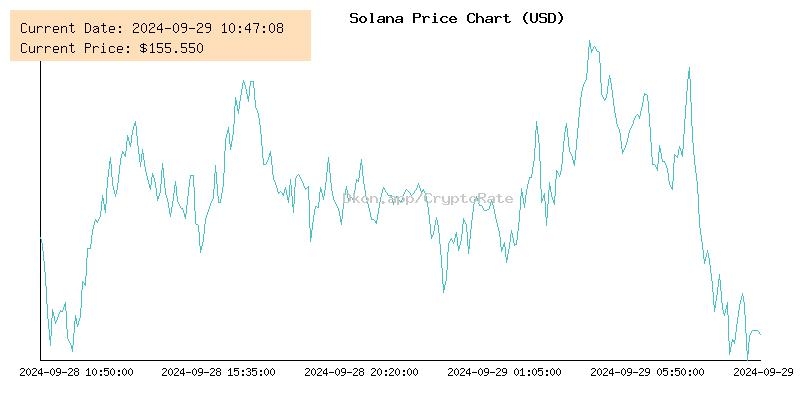 Solana Price Chart (USD)
Current Date: 2024-09-29 10:47:08
Current Price: $155.550
Dken.app/CryptoRate
2024-09-28 10:50:00 2024-09-28 15:35:00 2024-09-28 20:20:00 2024-09-29 01:05:00 2024-09-29 05:50:00 2024-09-29